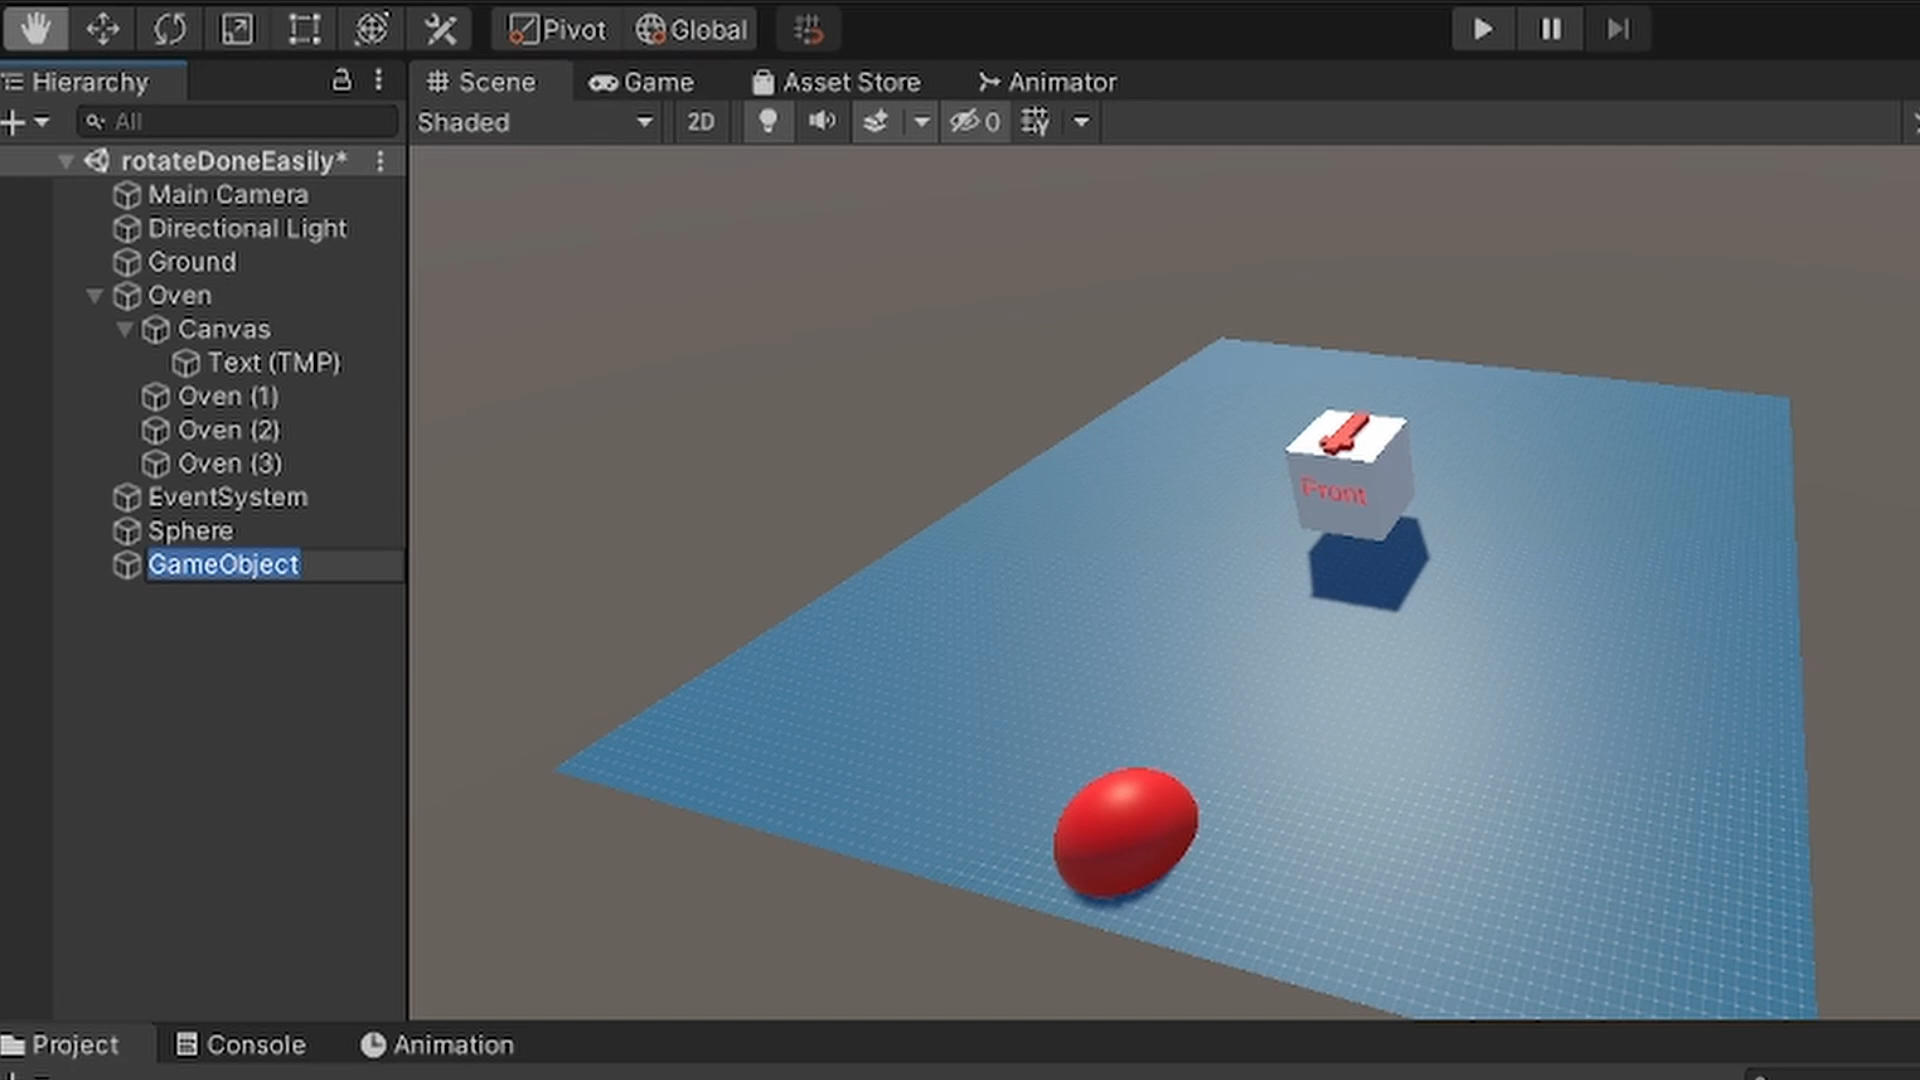 Pivot Global
Hierarchy
Scene Game Asset Store Animator
All
Shaded 2D 0
rotateDoneEasily*
Main Camera
Directional Light
Ground
Oven
Canvas
Text (TMP)
Oven (1)
Oven (2)
Oven (3)
EventSystem
Sphere
GameObject
Front
Project Console Animation